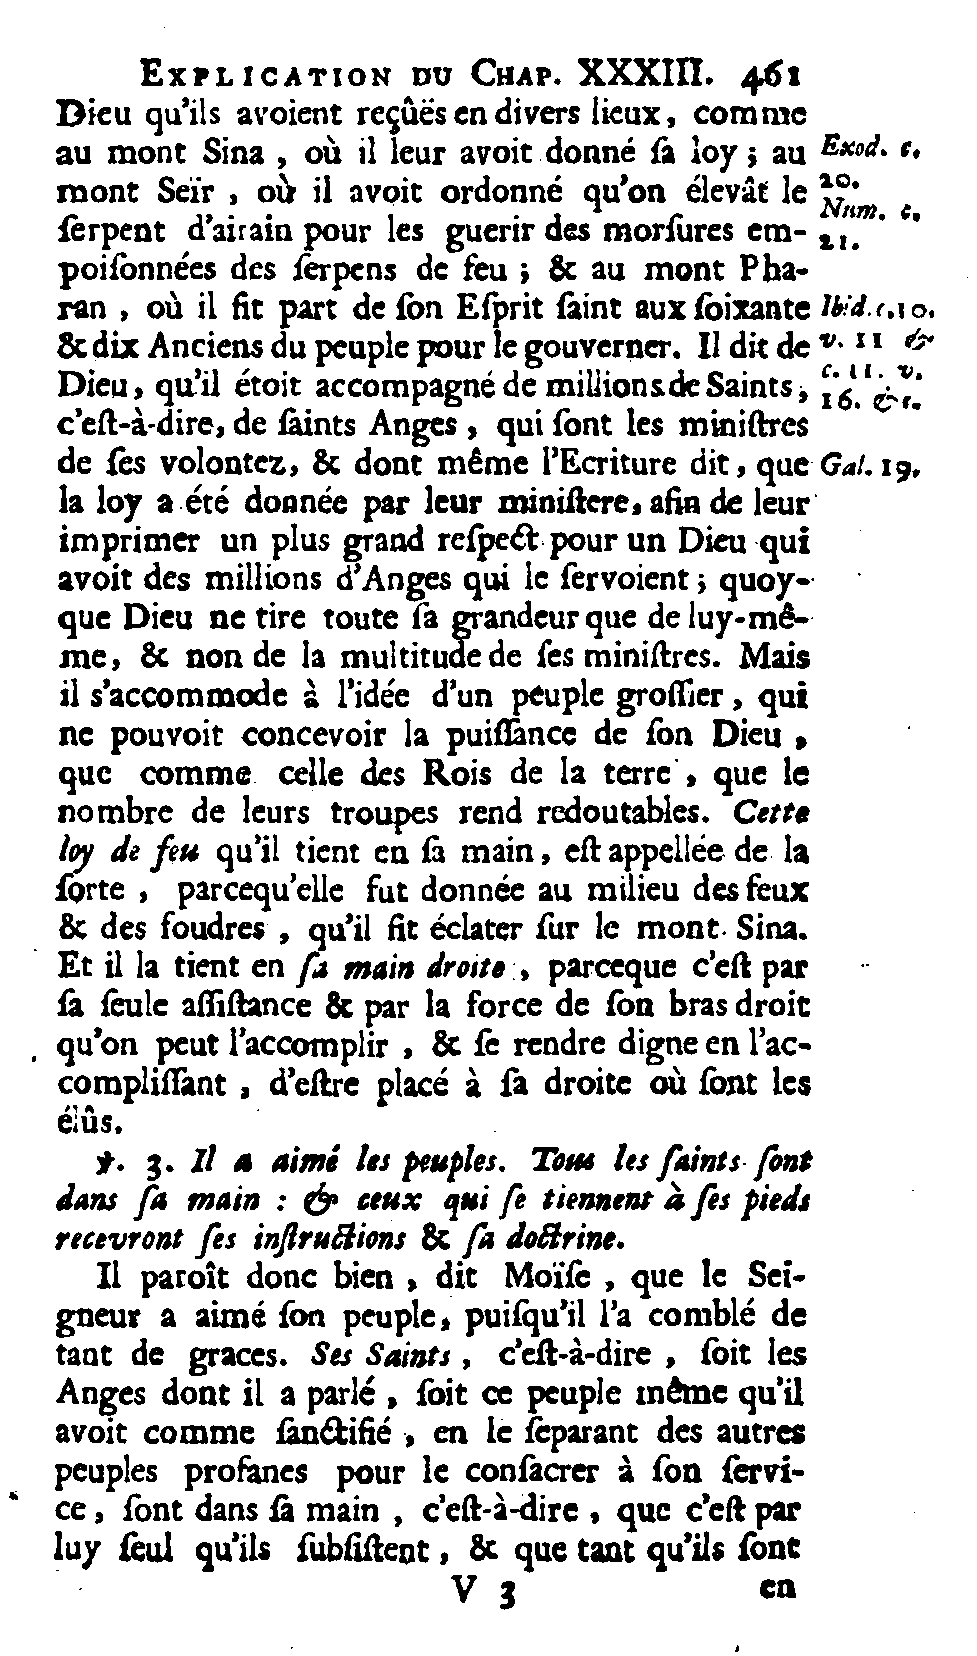 EXPLICATION DU CHAP. XXXIII. 461
Dieu qu'ils avoient reçûës en divers lieux, comme
au mont Sina, où il leur avoit donné ſa loy; au
mont Seïr, où il avoit ordonné qu'on élevât le
ſerpent d'airain pour les guerir des morſures em-
poiſonnées des ſerpens de feu; & au mont Pha-
ran, où il fit part de ſon Eſprit ſaint aux ſoixante
& dix Anciens du peuple pour le gouverner. Il dit de
Dieu, qu'il étoit accompagné de millions de Saints,
c'eſt-à-dire, de ſaints Anges, qui ſont les miniſtres
de ſes volontez, & dont même l'Ecriture dit, que
la loy a été donnée par leur miniſtere, afin de leur
imprimer un plus grand reſpect pour un Dieu qui
avoit des millions d'Anges qui le ſervoient; quoy-
que Dieu ne tire toute ſa grandeur que de luy-mê-
me, & non de la multitude de ſes miniſtres. Mais
il s'accommode à l'idée d'un peuple groſſier, qui
ne pouvoit concevoir la puiſſance de ſon Dieu,
que comme celle des Rois de la terre, que le
nombre de leurs troupes rend redoutables. Cette
loy de feu qu'il tient en ſa main, eſt appellée de la
ſorte, parcequ'elle fut donnée au milieu des feux
& des foudres, qu'il fit éclater ſur le mont Sina.
Et il la tient en ſa main droite, parceque c'eſt par
ſa ſeule aſſiſtance & par la force de ſon bras droit
qu'on peut l'accomplir, & ſe rendre digne en l'ac-
compliſſant, d'eſtre placé à ſa droite où ſont les
élûs.
℣. 3. Il a aimé les peuples. Tous les ſaints ſont
dans ſa main : & ceux qui ſe tiennent à ſes pieds
recevront ſes inſtructions & ſa doctrine.
Il paroît donc bien, dit Moïſe, que le Sei-
gneur a aimé ſon peuple, puiſqu'il l'a comblé de
tant de graces. Ses Saints, c'eſt-à-dire, ſoit les
Anges dont il a parlé, ſoit ce peuple même qu'il
avoit comme ſanctifié, en le ſeparant des autres
peuples profanes pour le conſacrer à ſon ſervi-
ce, ſont dans ſa main, c'eſt-à-dire, que c'eſt par
luy ſeul qu'ils ſubſiſtent, & que tant qu'ils ſont
V 3 en
Exod. c.
20.
Num. c.
21.
Ibid. c. 10.
v. 11 &
c. 11. v.
16. &c.
Gal. 19.